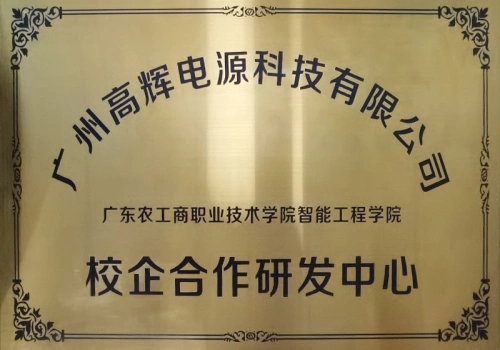 广州高辉电源科技有限公司
广东农工商职业技术学院智能工程学院
校企合作研发中心